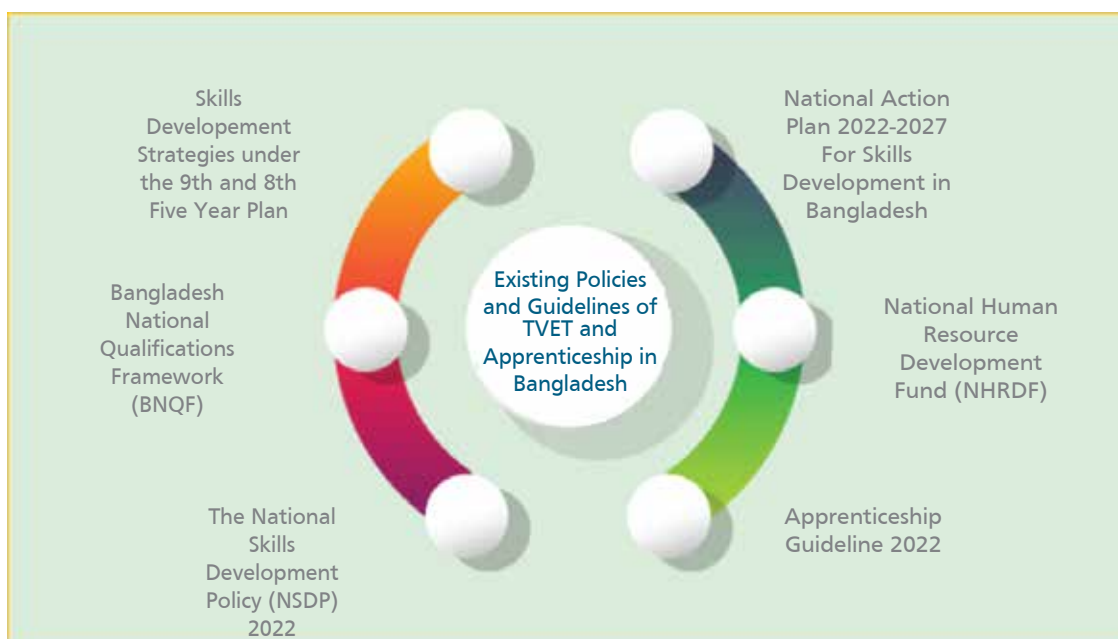 Skills
Developement
Strategies under
the 9th and 8th
Five Year Plan
Bangladesh
National
Qualifications
Framework
(BNQF)
The National
Skills
Development
Policy (NSDP)
2022
Existing Policies
and Guidelines of
TVET and
Apprenticeship in
Bangladesh
National Action
Plan 2022-2027
For Skills
Development in
Bangladesh
National Human
Resource
Development
Fund (NHRDF)
Apprenticeship
Guideline 2022